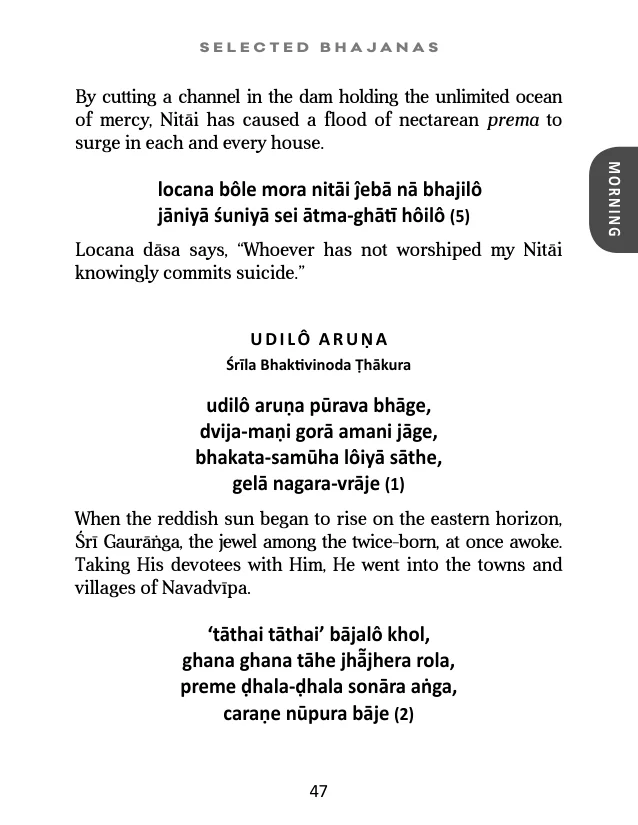 SELECTED BHAJANAS
By cutting a channel in the dam holding the unlimited ocean
of mercy, Nitāi has caused a flood of nectarean prema to
surge in each and every house.
MORNING
locana bôle mora nitāi ĵebā nā bhajilô
jāniyā śuniyā sei ātma-ghātī hôilô (5)
Locana dāsa says, “Whoever has not worshiped my Nitāi
knowingly commits suicide.”
UDILÔ ARUṆA
Śrīla Bhaktivinoda Ṭhākura
udilô aruṇa pūrava bhāge,
dvija-maṇi gorā amani jāge,
bhakata-samūha lôiyā sāthe,
gelā nagara-vrāje (1)
When the reddish sun began to rise on the eastern horizon,
Śrī Gaurāṅga, the jewel among the twice-born, at once awoke.
Taking His devotees with Him, He went into the towns and
villages of Navadvīpa.
‘tāthai tāthai’ bājalô khol,
ghana ghana tāhe jhā̃jhera rola,
preme ḍhala-ḍhala sonāra aṅga,
caraṇe nūpura bāje (2)
47